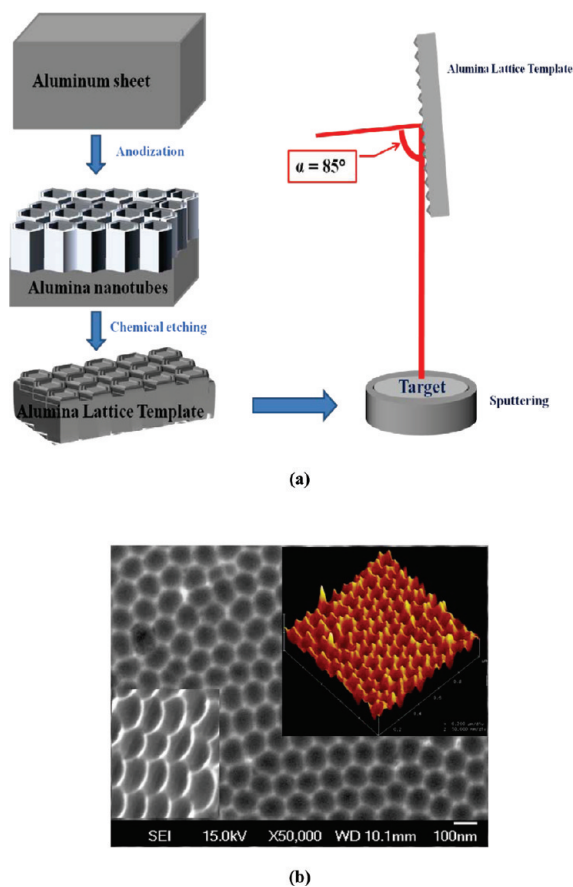 Aluminum sheet
Anodization
Alumina nanotubes
Chemical etching
Alumina Lattice Template
Alumina Lattice Template
α = 85°
Target
Sputtering
(a)
SEI 15.0kV X50,000 WD 10.1mm 100nm
(b)